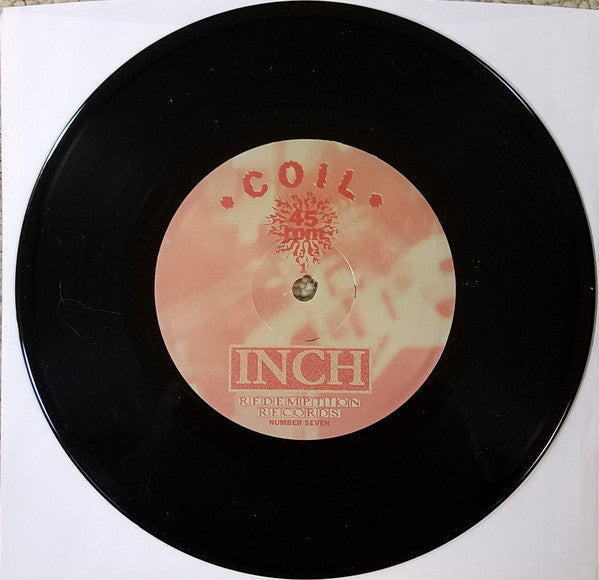 •COIL•
45
rpm
1
INCH
REDEMPTION
RECORDS
NUMBER SEVEN